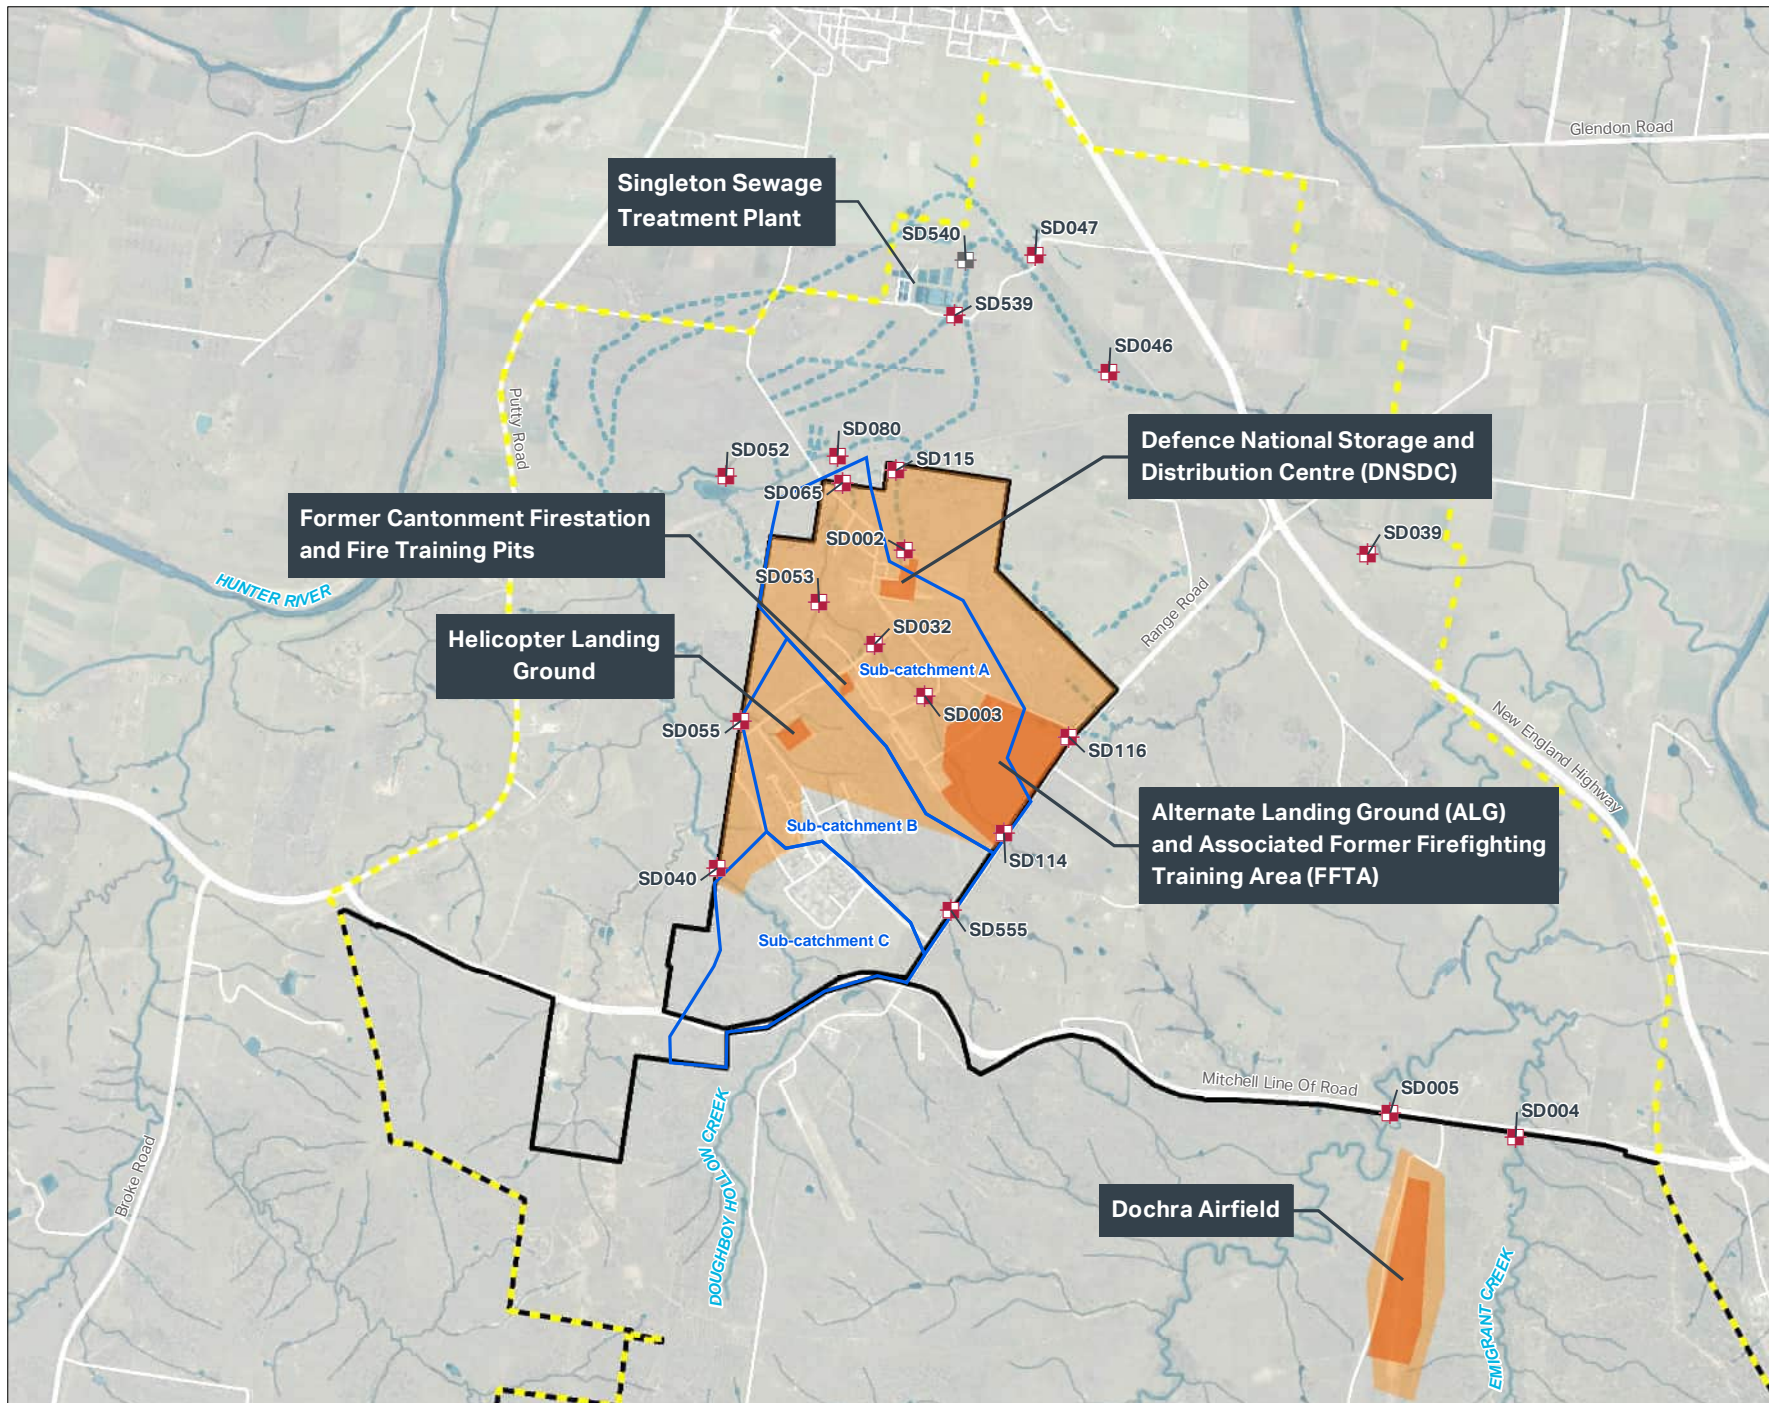 Glendon Road
Singleton Sewage
Treatment Plant
SD540
SD047
SD539
SD046
Putty Road
SD080
SD052
SD115
SD065
Defence National Storage and
Distribution Centre (DNSDC)
Former Cantonment Firestation
and Fire Training Pits
SD002
SD039
SD053
HUNTER RIVER
Range Road
SD032
Helicopter Landing
Ground
Sub-catchment A
SD003
SD055
SD116
New England Highway
Alternate Landing Ground (ALG)
and Associated Former Firefighting
Training Area (FFTA)
Sub-catchment B
SD114
SD040
SD555
Sub-catchment C
Mitchell Line Of Road
SD005
SD004
DOUGHBOY HOLLOW CREEK
Broke Road
Dochra Airfield
EMIGRANT CREEK